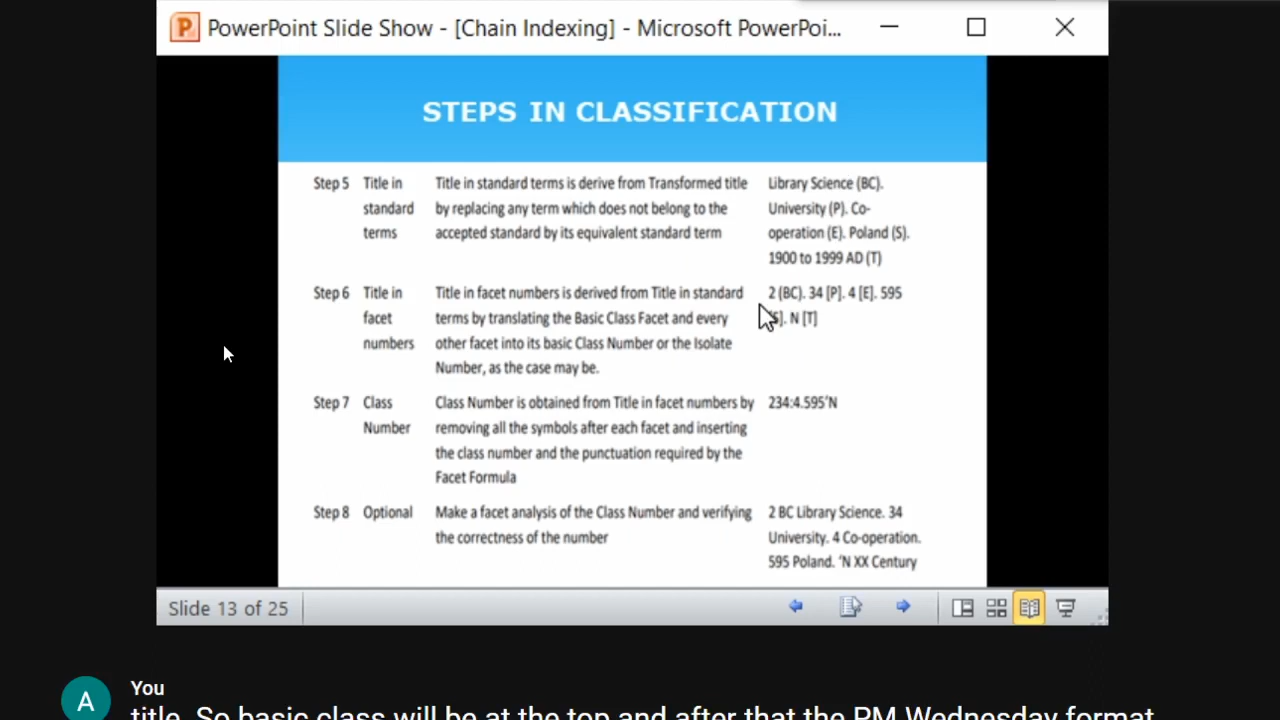 PowerPoint Slide Show - [Chain Indexing] - Microsoft PowerPoi...
STEPS IN CLASSIFICATION
Step 5 Title in standard terms Title in standard terms is derive from Transformed title by replacing any term which does not belong to the accepted standard by its equivalent standard term Library Science (BC). University (P). Co-operation (E). Poland (S). 1900 to 1999 AD (T)
Step 6 Title in facet numbers Title in facet numbers is derived from Title in standard terms by translating the Basic Class Facet and every other facet into its basic Class Number or the Isolate Number, as the case may be. 2 (BC). 34 [P]. 4 [E]. 595 [S]. N [T]
Step 7 Class Number Class Number is obtained from Title in facet numbers by removing all the symbols after each facet and inserting the class number and the punctuation required by the Facet Formula 234:4.595'N
Step 8 Optional Make a facet analysis of the Class Number and verifying the correctness of the number 2 BC Library Science. 34 University. 4 Co-operation. 595 Poland. 'N XX Century
Slide 13 of 25
A
You
title. So basic class will be at the top and after that the PM Wednesday format